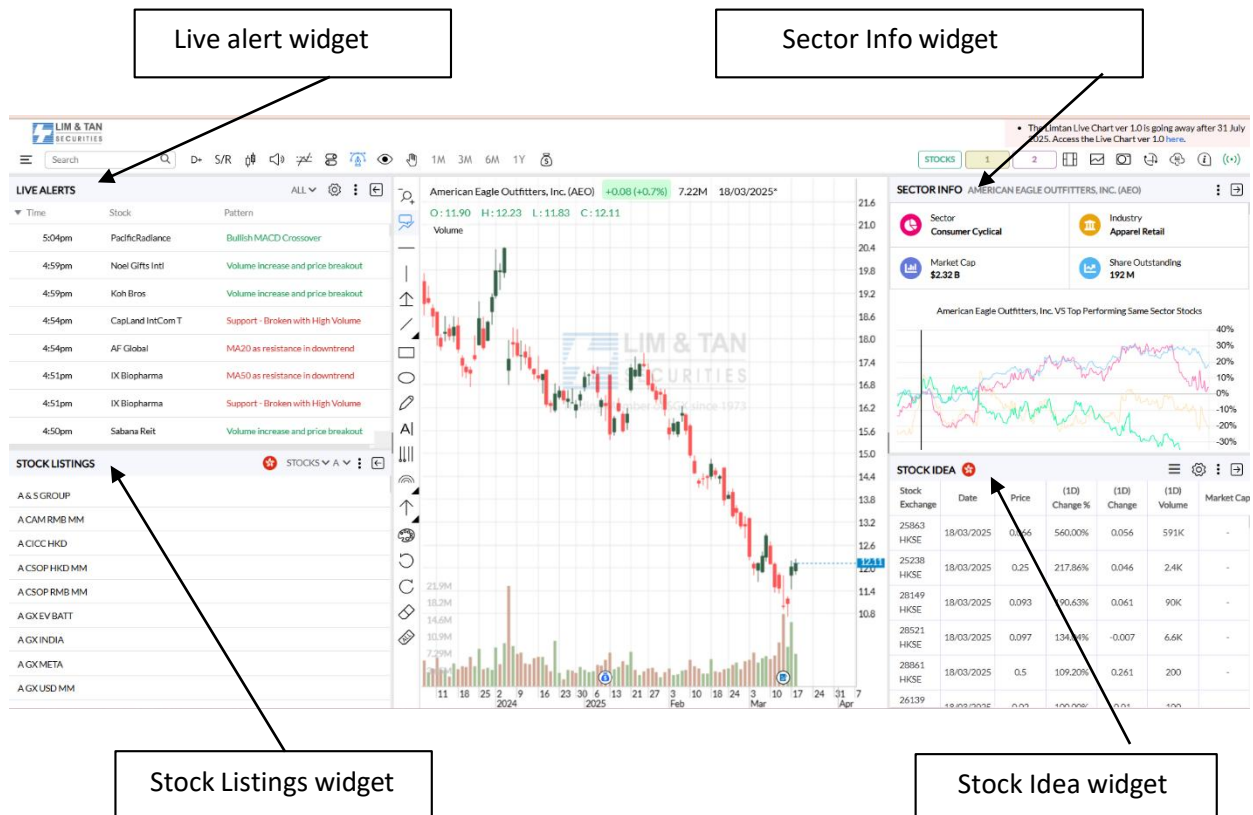 Live alert widget
Sector Info widget
LIM & TAN
SECURITIES
• The Limtan Live Chart ver 1.0 is going away after 31 July
2025. Access the Live Chart ver 1.0 here.
Search
D+ S/R 1M 3M 6M 1Y
STOCKS 1 2
LIVE ALERTS ALL
Time Stock Pattern
5:04pm PacificRadiance Bullish MACD Crossover
4:59pm Noel Gifts Intl Volume increase and price breakout
4:59pm Koh Bros Volume increase and price breakout
4:54pm CapLand IntCom T Support - Broken with High Volume
4:54pm AF Global MA20 as resistance in downtrend
4:51pm IX Biopharma MA50 as resistance in downtrend
4:51pm IX Biopharma Support - Broken with High Volume
4:50pm Sabana Reit Volume increase and price breakout
STOCK LISTINGS STOCKS A
A & S GROUP
A CAM RMB MM
A CICC HKD
A CSOP HKD MM
A CSOP RMB MM
A GX EV BATT
A GX INDIA
A GX META
A GX USD MM
A
ALL
American Eagle Outfitters, Inc. (AEO) +0.08 (+0.7%) 7.22M 18/03/2025*
O : 11.90 H : 12.23 L : 11.83 C : 12.11
Volume
LIM & TAN
SECURITIES
since 1973
21.6
21.0
20.4
19.8
19.2
18.6
18.0
17.4
16.8
16.2
15.6
15.0
14.4
13.8
13.2
12.6
12.11
12.0
11.4
10.8
21.9M
18.2M
14.6M
10.9M
7.29M
11 18 25 2 9 16 23 30 6 13 21 27 3 10 18 24 3 10 17 24 31 7
2024 2025 Feb Mar Apr
SECTOR INFO AMERICAN EAGLE OUTFITTERS, INC. (AEO)
Sector
Consumer Cyclical
Industry
Apparel Retail
Market Cap
$2.32 B
Share Outstanding
192 M
American Eagle Outfitters, Inc. VS Top Performing Same Sector Stocks
40%
30%
20%
10%
0%
-10%
-20%
-30%
STOCK IDEA
Stock Exchange Date Price (1D) Change % (1D) Change (1D) Volume Market Cap
25863 HKSE 18/03/2025 0.066 560.00% 0.056 591K -
25238 HKSE 18/03/2025 0.25 217.86% 0.046 2.4K -
28149 HKSE 18/03/2025 0.093 190.63% 0.061 90K -
28521 HKSE 18/03/2025 0.097 -0.007 6.6K -
28861 HKSE 18/03/2025 0.5 109.20% 0.261 200 -
26139
Stock Listings widget
Stock Idea widget